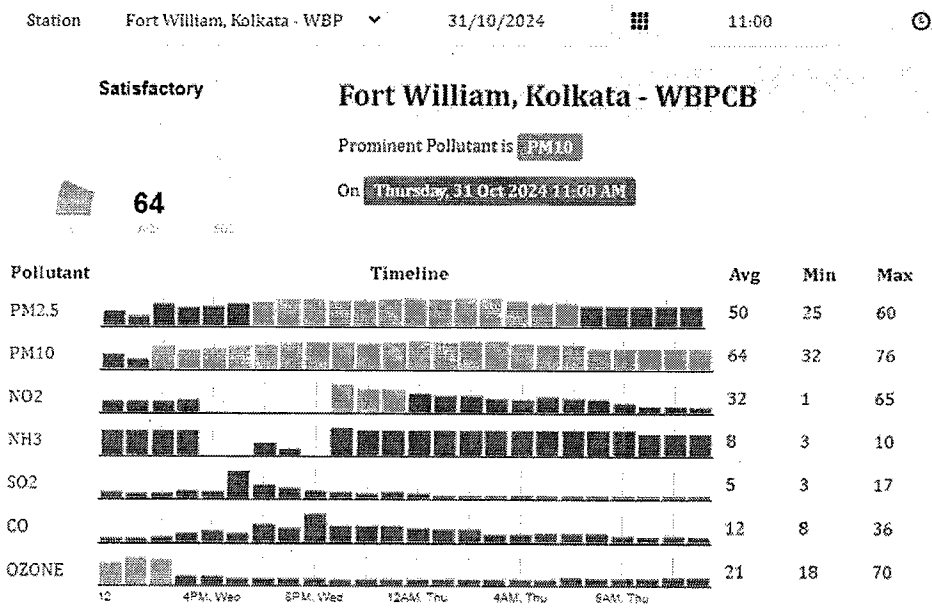 Station Fort William, Kolkata - WBP 31/10/2024 11:00
Satisfactory
Fort William, Kolkata - WBPCB
Prominent Pollutant is PM10
On Thursday, 31 Oct 2024 11:00 AM
64
Pollutant Timeline Avg Min Max
PM2.5 50 25 60
PM10 64 32 76
NO2 32 1 65
NH3 8 3 10
SO2 5 3 17
CO 12 8 36
OZONE 21 18 70
12 4PM, Wed 8PM, Wed 12AM, Thu 4AM, Thu 8AM, Thu